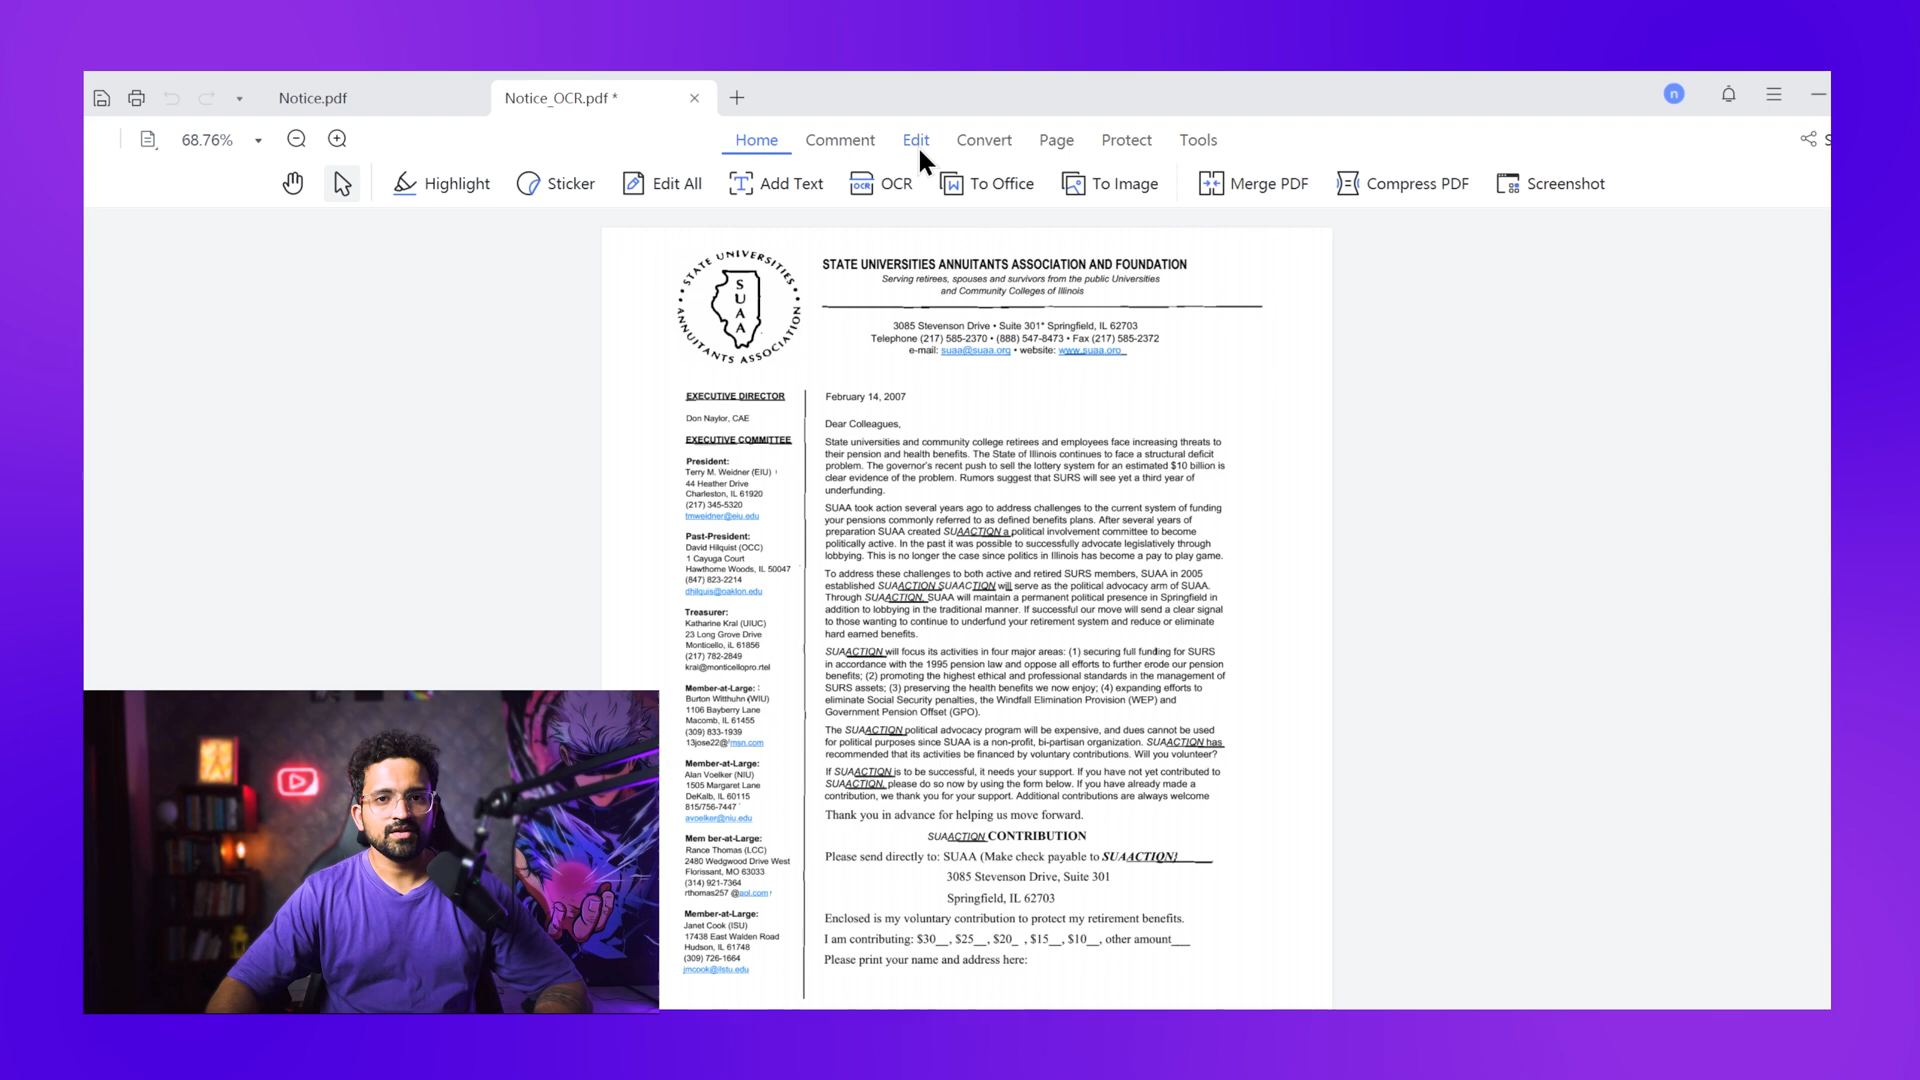 Notice.pdf
Notice_OCR.pdf *
n
68.76%
Home
Comment
Edit
Convert
Page
Protect
Tools
Highlight
Sticker
Edit All
Add Text
OCR
To Office
To Image
Merge PDF
Compress PDF
Screenshot
STATE UNIVERSITIES
ANNUITANTS ASSOCIATION
S
U
A
A
STATE UNIVERSITIES ANNUITANTS ASSOCIATION AND FOUNDATION
Serving retirees, spouses and survivors from the public Universities
and Community Colleges of Illinois
3085 Stevenson Drive • Suite 301* Springfield, IL 62703
Telephone (217) 585-2370 • (888) 547-8473 • Fax (217) 585-2372
e-mail: suaa@suaa.org • website: www.suaa.oro_
EXECUTIVE DIRECTOR
Don Naylor, CAE
EXECUTIVE COMMITTEE
President:
Terry M. Weidner (EIU)
44 Heather Drive
Charleston, IL 61920
(217) 345-5320
tmweidner@eiu.edu
Past-President:
David Hilquist (OCC)
1 Cayuga Court
Hawthorne Woods, IL 50047
(847) 823-2214
dhilquis@oaklon.edu
Treasurer:
Katharine Kral (UIUC)
23 Long Grove Drive
Monticello, iL 61856
(217) 782-2849
kral@monticellopro.rtel
Member-at-Large: :
Burton Witthuhn (WIU)
1106 Bayberry Lane
Macomb, IL 61455
(309) 833-1939
13jose22@'msn.com
Member-at-Large:
Alan Voelker (NIU)
1505 Margaret Lane
DeKalb, IL 60115
815/756-7447
avoelker@niu.edu
Mem ber-at-Large:
Rance Thomas (LCC)
2480 Wedgwood Drive West
Florissant, MO 63033
(314) 921-7364
rthomas257 @aol.com
Member-at-Large:
Janet Cook (ISU)
17438 East Walden Road
Hudson, IL 61748
(309) 726-1664
jmcook@ilstu.edu
February 14, 2007
Dear Colleagues,
State universities and community college retirees and employees face increasing threats to
their pension and health benefits. The State of Illinois continues to face a structural deficit
problem. The governor's recent push to sell the lottery system for an estimated $10 billion is
clear evidence of the problem. Rumors suggest that SURS will see yet a third year of
underfunding.
SUAA took action several years ago to address challenges to the current system of funding
your pensions commonly referred to as defined benefits plans. After several years of
preparation SUAA created SUAACTION a political involvement committee to become
politically active. In the past it was possible to successfully advocate legislatively through
lobbying. This is no longer the case since politics in Illinois has become a pay to play game.
To address these challenges to both active and retired SURS members, SUAA in 2005
established SUAACTION SUAACTION will serve as the political advocacy arm of SUAA.
Through SUAACTION, SUAA will maintain a permanent political presence in Springfield in
addition to lobbying in the traditional manner. If successful our move will send a clear signal
to those wanting to continue to underfund your retirement system and reduce or eliminate
hard earned benefits.
SUAACTION will focus its activities in four major areas: (1) securing full funding for SURS
in accordance with the 1995 pension law and oppose all efforts to further erode our pension
benefits; (2) promoting the highest ethical and professional standards in the management of
SURS assets; (3) preserving the health benefits we now enjoy; (4) expanding efforts to
eliminate Social Security penalties, the Windfall Elimination Provision (WEP) and
Government Pension Offset (GPO).
The SUAACTION political advocacy program will be expensive, and dues cannot be used
for political purposes since SUAA is a non-profit, bi-partisan organization. SUAACTION has
recommended that its activities be financed by voluntary contributions. Will you volunteer?
If SUAACTION is to be successful, it needs your support. If you have not yet contributed to
SUAACTION, please do so now by using the form below. If you have already made a
contribution, we thank you for your support. Additional contributions are always welcome
Thank you in advance for helping us move forward.
SUAACTION CONTRIBUTION
Please send directly to: SUAA (Make check payable to SUAACTION)____
3085 Stevenson Drive, Suite 301
Springfield, IL 62703
Enclosed is my voluntary contribution to protect my retirement benefits.
I am contributing: $30__, $25__, $20_ , $15__, $10__, other amount___
Please print your name and address here: